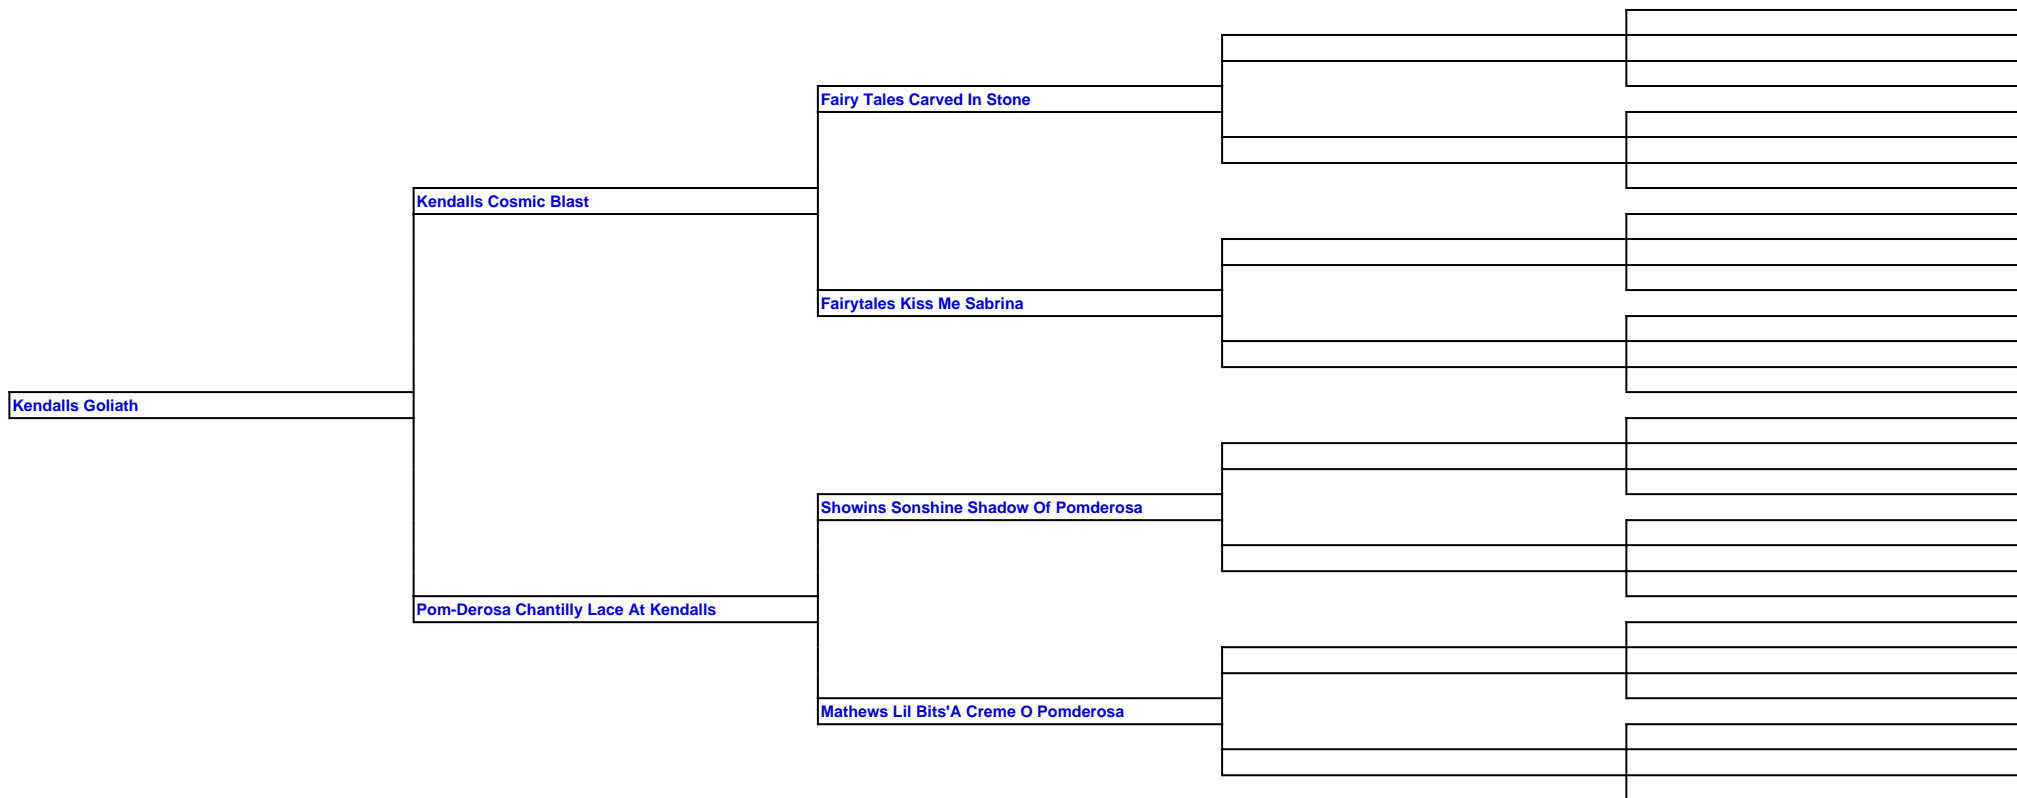 Fairy Tales Carved In Stone
Kendalls Cosmic Blast
Fairytales Kiss Me Sabrina
Kendalls Goliath
Showins Sonshine Shadow Of Pomderosa
Pom-Derosa Chantilly Lace At Kendalls
Mathews Lil Bits'A Creme O Pomderosa